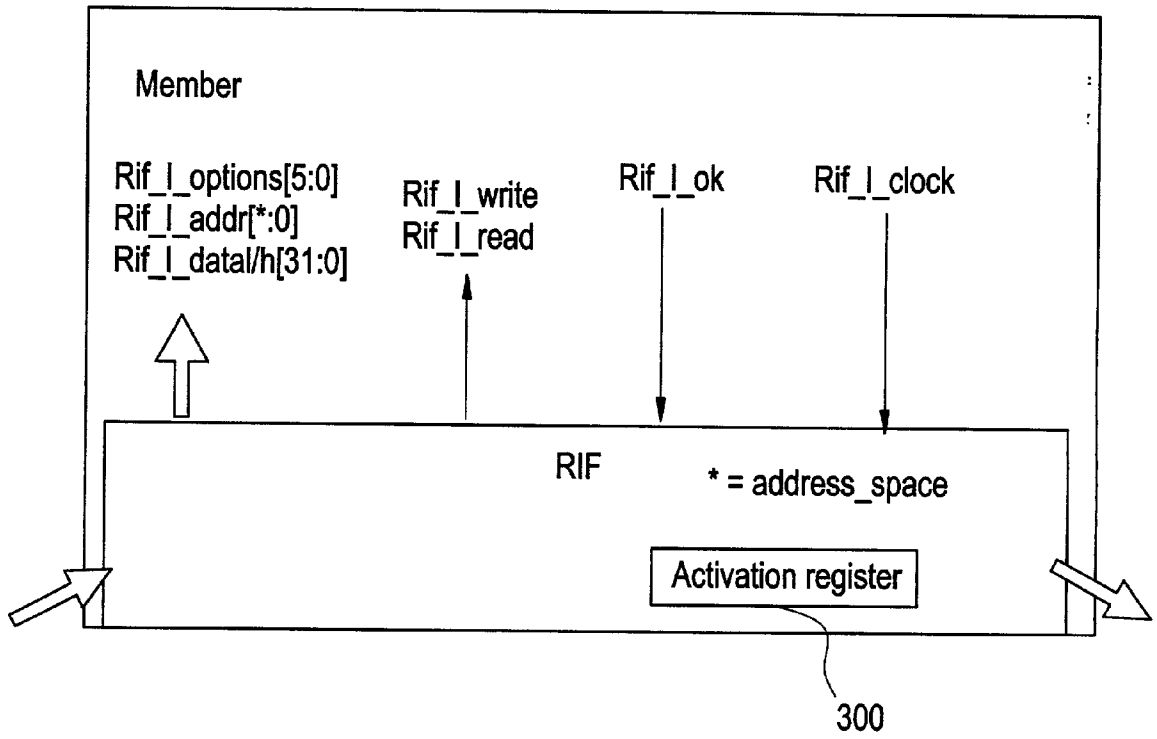 Member
Rif_I_options[5:0]
Rif_I_addr[*:0]
Rif_I_datal/h[31:0]
Rif_I_write
Rif_I_read
Rif_I_ok
Rif_I_clock
RIF
* = address_space
Activation register
300